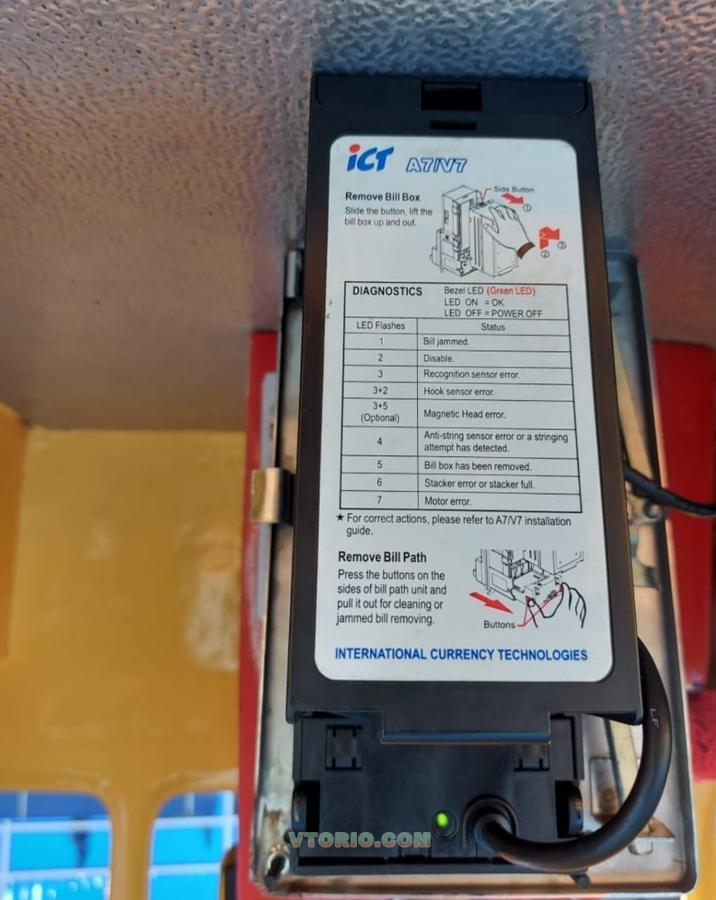 iCT A7/V7
Remove Bill Box
Slide the button, lift the
bill box up and out.
Side Button
1
2
3
DIAGNOSTICS
Bezel LED (Green LED)
LED ON = OK
LED OFF = POWER OFF
LED Flashes Status
1 Bill jammed.
2 Disable.
3 Recognition sensor error.
3+2 Hook sensor error.
3+5
(Optional)
Magnetic Head error.
4
Anti-string sensor error or a stringing
attempt has detected.
5 Bill box has been removed.
6 Stacker error or stacker full.
7 Motor error.
★ For correct actions, please refer to A7/V7 installation
guide.
Remove Bill Path
Press the buttons on the
sides of bill path unit and
pull it out for cleaning or
jammed bill removing.
Buttons
INTERNATIONAL CURRENCY TECHNOLOGIES
VTORIO.COM